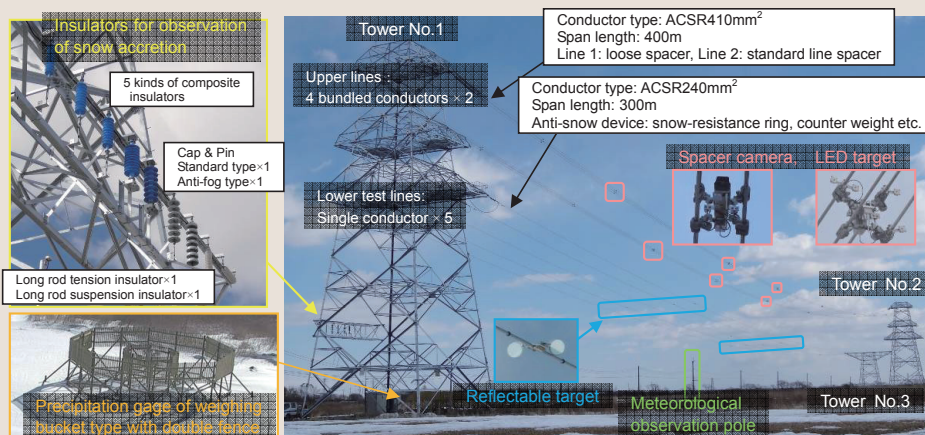 Insulators for observation
of snow accretion
5 kinds of composite
insulators
Cap & Pin
Standard type×1
Anti-fog type×1
Long rod tension insulator×1
Long rod suspension insulator×1
Precipitation gage of weighing
bucket type with double fence
Tower No.1
Upper lines :
4 bundled conductors × 2
Lower test lines:
Single conductor × 5
Conductor type: ACSR410mm²
Span length: 400m
Line 1: loose spacer, Line 2: standard line spacer
Conductor type: ACSR240mm²
Span length: 300m
Anti-snow device: snow-resistance ring, counter weight etc.
Spacer camera, LED target
Tower No.2
Reflectable target
Meteorological
observation pole
Tower No.3